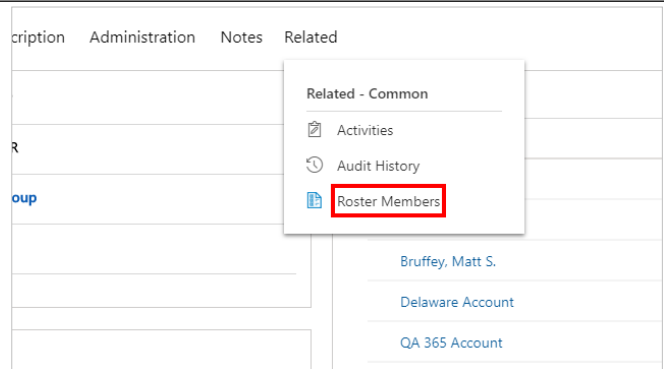 cription Administration Notes Related
Related - Common
Activities
R
Audit History
oup
Roster Members
Bruffey, Matt S.
Delaware Account
QA 365 Account